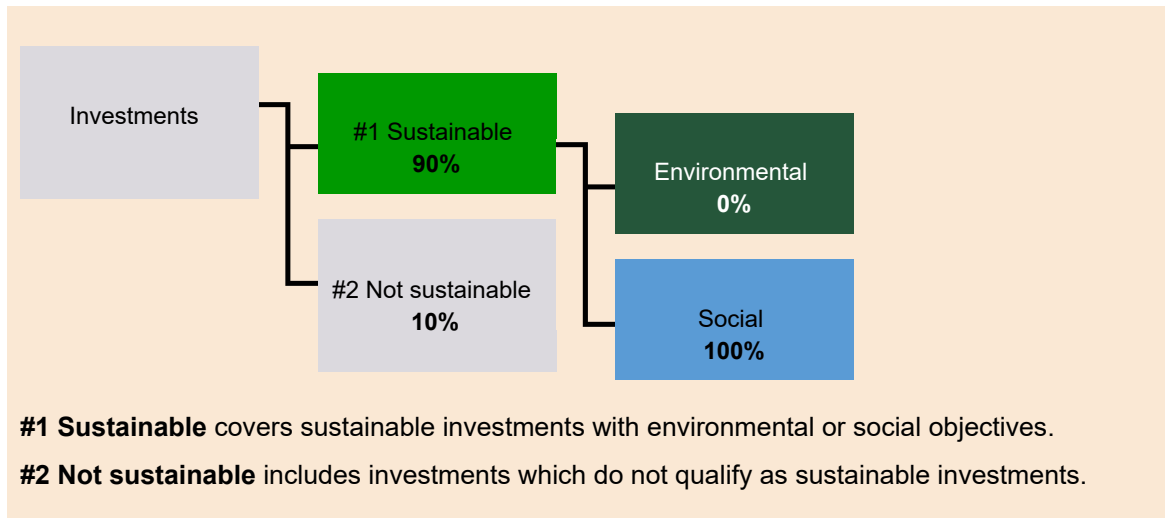 Investments
#1 Sustainable
90%
#2 Not sustainable
10%
Environmental
0%
Social
100%
#1 Sustainable covers sustainable investments with environmental or social objectives.
#2 Not sustainable includes investments which do not qualify as sustainable investments.